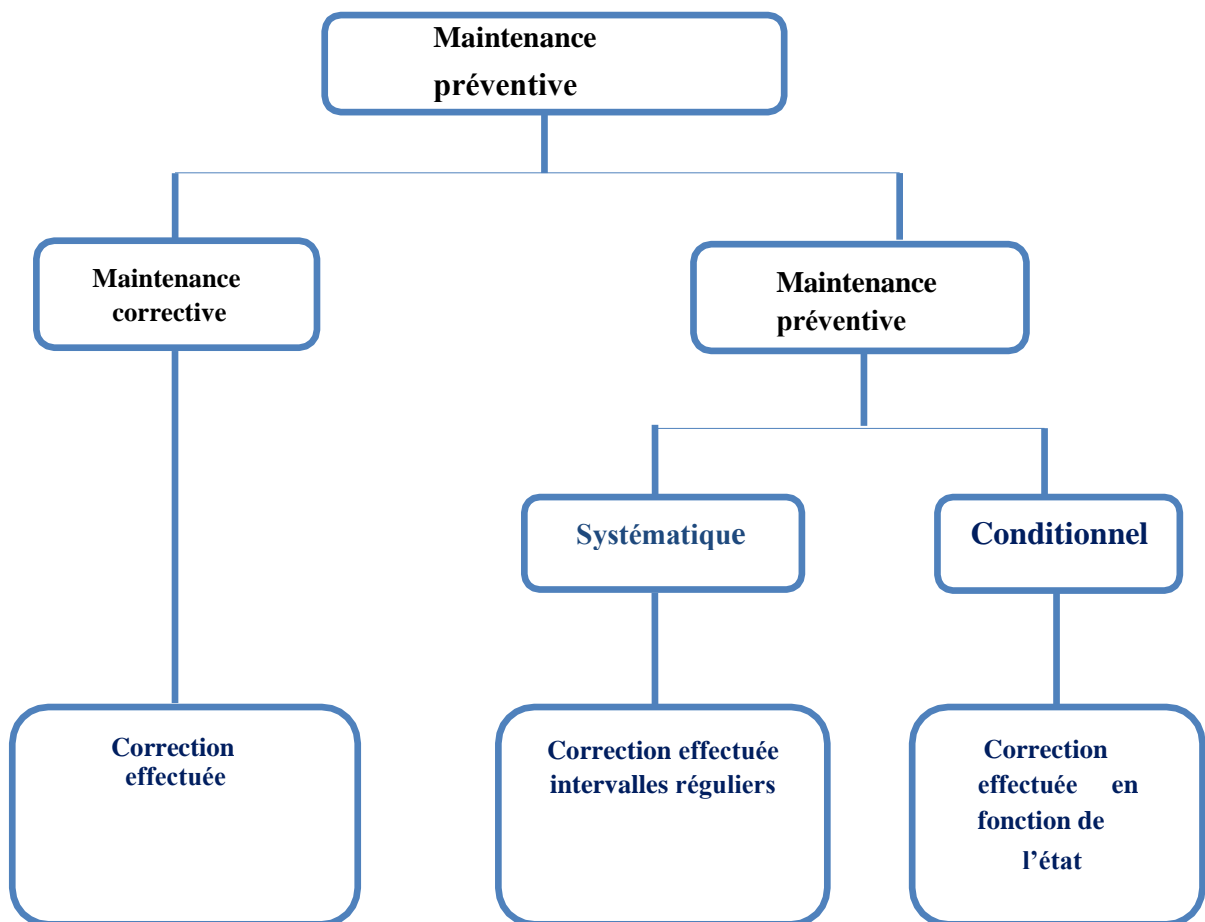 Maintenance
préventive
Maintenance
corrective
Maintenance
préventive
Systématique
Conditionnel
Correction
effectuée
Correction effectuée
intervalles réguliers
Correction
effectuée en
fonction de
l’état